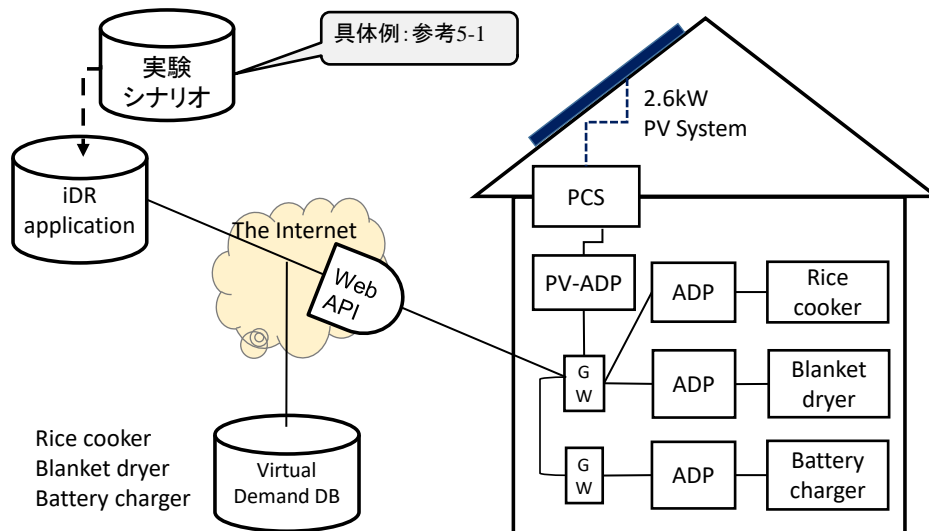 具体例：参考5-1
実験
シナリオ
2.6kW
PV System
iDR
application
PCS
The Internet
Web
API
PV-ADP
ADP
Rice
cooker
G
W
ADP
Blanket
dryer
Rice cooker
Blanket dryer
Battery charger
Virtual
Demand DB
G
W
ADP
Battery
charger